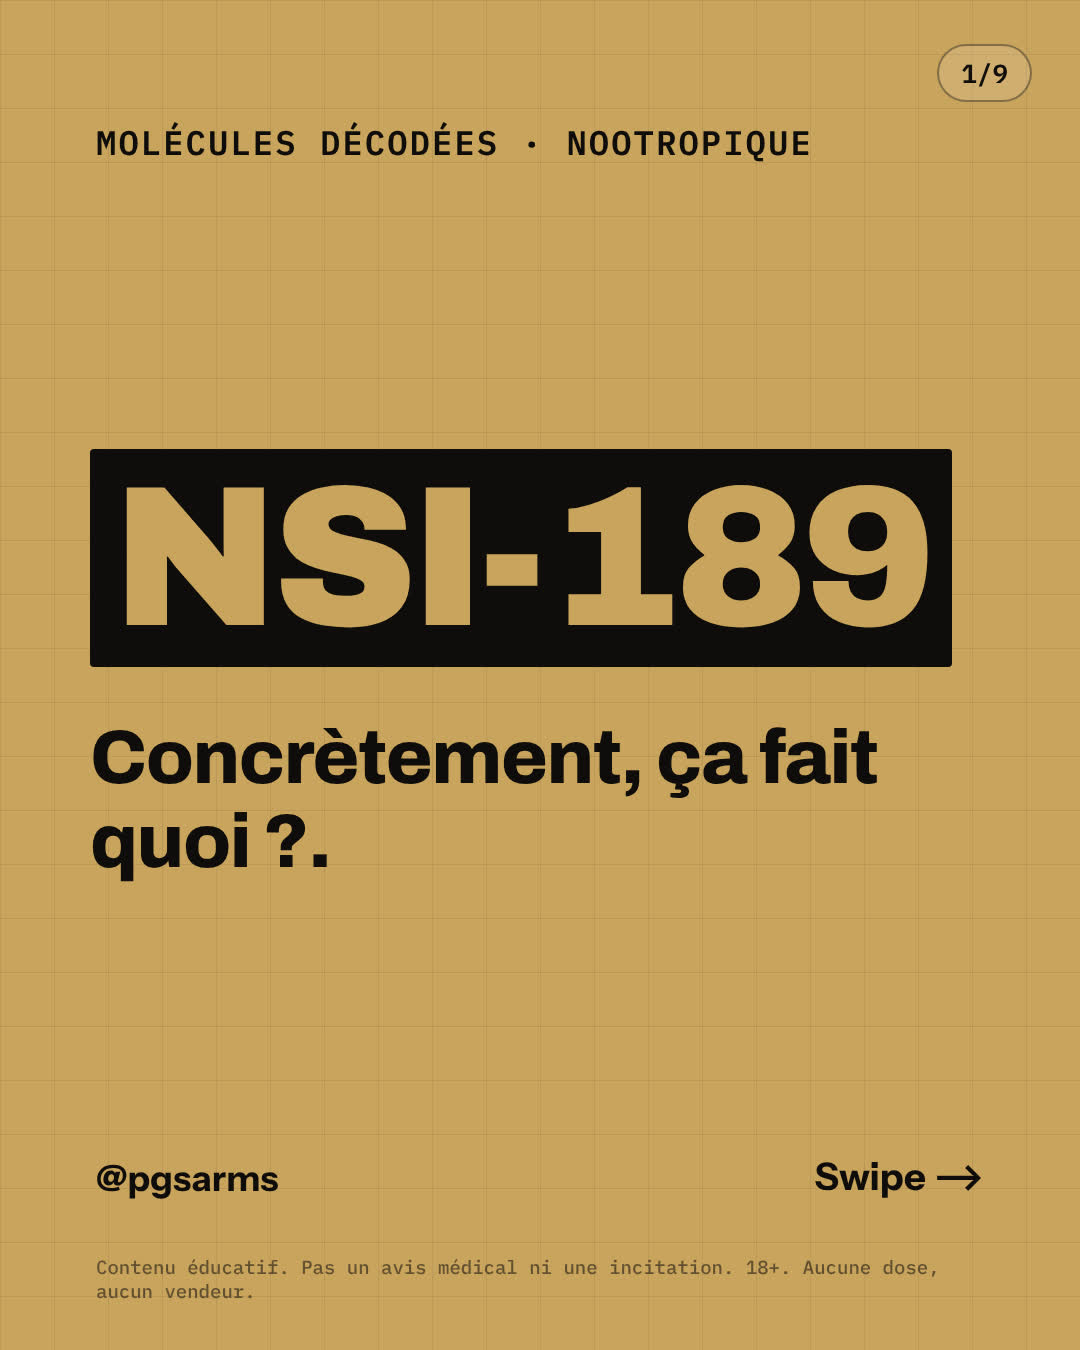 1/9
MOLÉCULES DÉCODÉES · NOOTROPIQUE
NSI-189
Concrètement, ça fait
quoi ?.
@pgsarms
Swipe →
Contenu éducatif. Pas un avis médical ni une incitation. 18+. Aucune dose,
aucun vendeur.